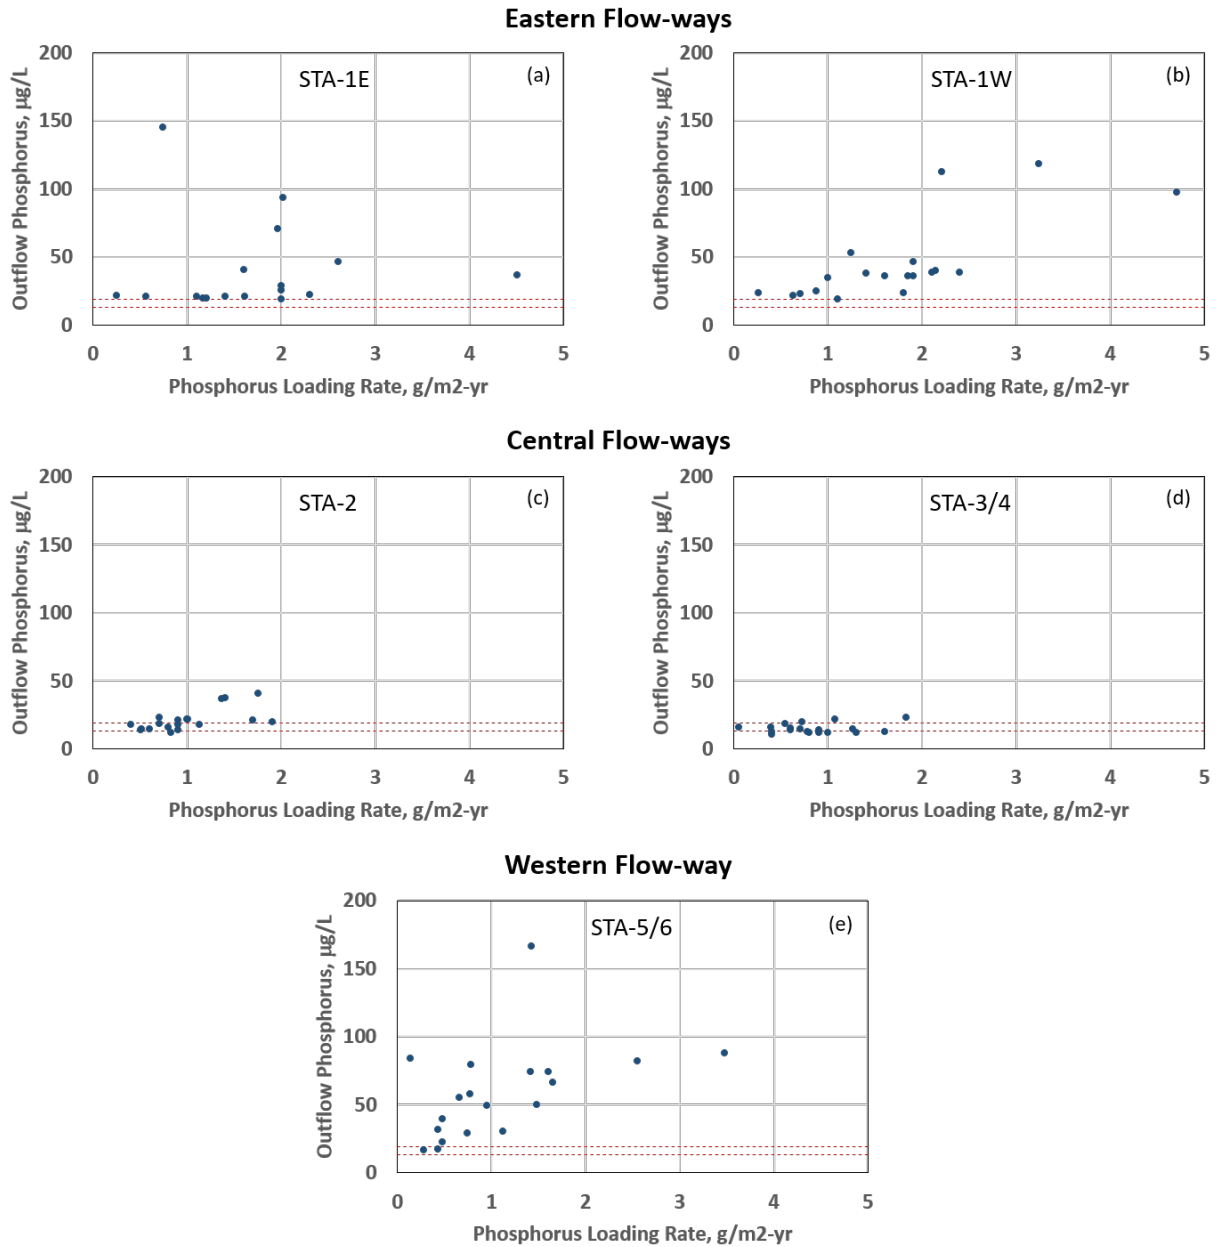 Eastern Flow-ways
Outflow Phosphorus, µg/L
200
150
100
50
0
STA-1E
(a)
0 1 2 3 4 5
Phosphorus Loading Rate, g/m2-yr
Outflow Phosphorus, µg/L
200
150
100
50
0
STA-1W
(b)
0 1 2 3 4 5
Phosphorus Loading Rate, g/m2-yr
Central Flow-ways
Outflow Phosphorus, µg/L
200
150
100
50
0
STA-2
(c)
0 1 2 3 4 5
Phosphorus Loading Rate, g/m2-yr
Outflow Phosphorus, µg/L
200
150
100
50
0
STA-3/4
(d)
0 1 2 3 4 5
Phosphorus Loading Rate, g/m2-yr
Western Flow-way
Outflow Phosphorus, µg/L
200
150
100
50
0
STA-5/6
(e)
0 1 2 3 4 5
Phosphorus Loading Rate, g/m2-yr